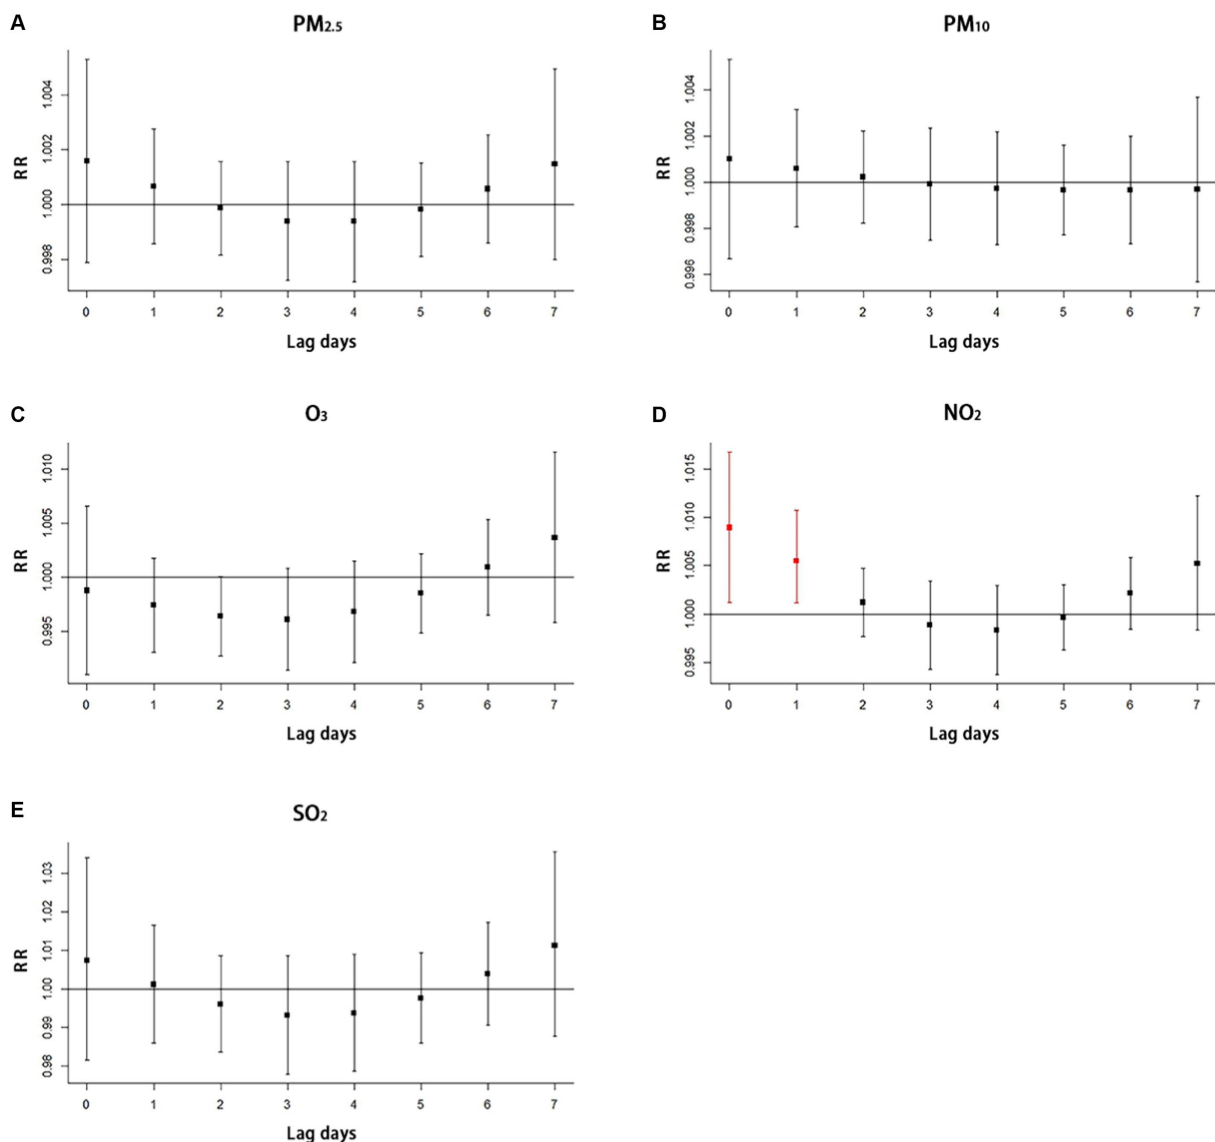 A
PM2.5
RR
1.004
1.002
1.000
0.998
0 1 2 3 4 5 6 7
Lag days
B
PM10
RR
1.004
1.002
1.000
0.998
0.996
0 1 2 3 4 5 6 7
Lag days
C
O3
RR
1.010
1.005
1.000
0.995
0 1 2 3 4 5 6 7
Lag days
D
NO2
RR
1.015
1.010
1.005
1.000
0.995
0 1 2 3 4 5 6 7
Lag days
E
SO2
RR
1.03
1.02
1.01
1.00
0.99
0.98
0 1 2 3 4 5 6 7
Lag days